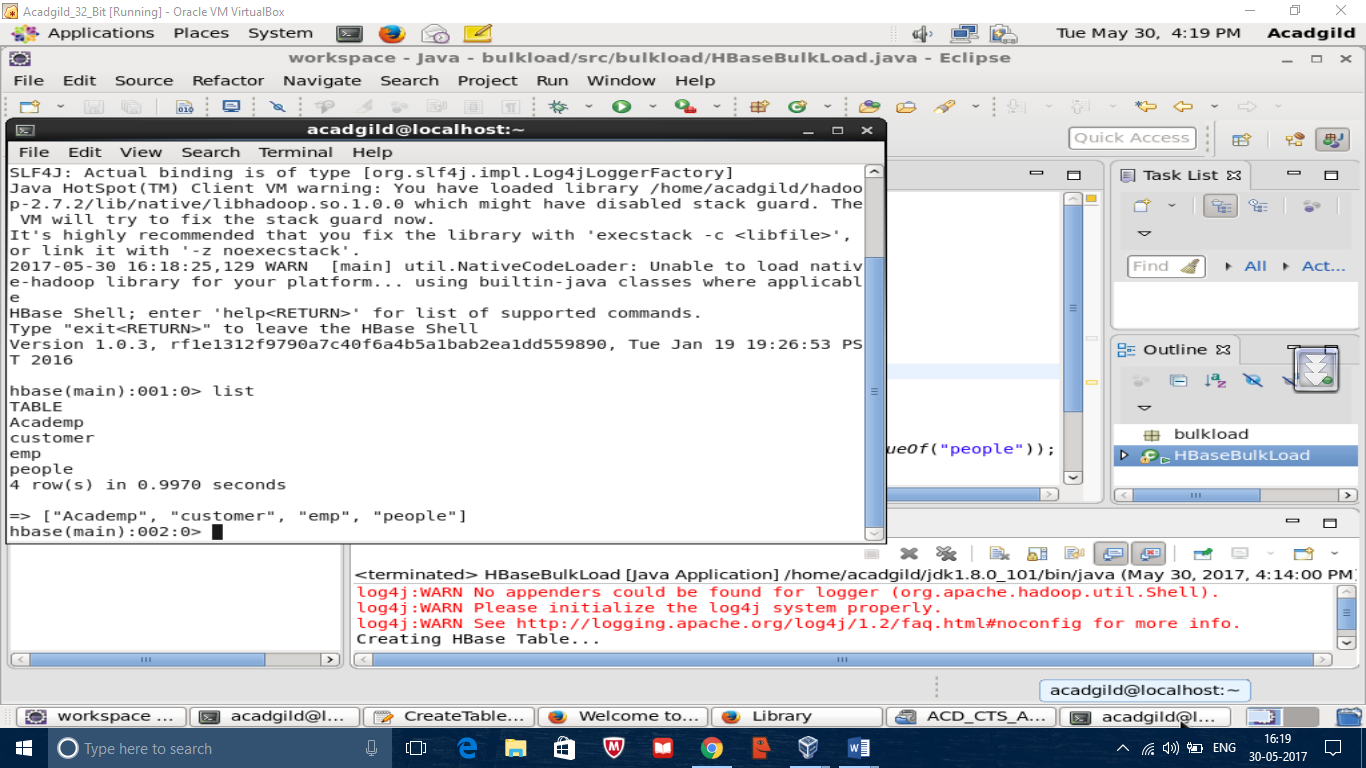 Acadgild_32_Bit [Running] - Oracle VM VirtualBox
Applications Places System Tue May 30, 4:19 PM Acadgild
workspace - Java - bulkload/src/bulkload/HBaseBulkLoad.java - Eclipse
File Edit Source Refactor Navigate Search Project Run Window Help
acadgild@localhost:~
File Edit View Search Terminal Help
SLF4J: Actual binding is of type [org.slf4j.impl.Log4jLoggerFactory]
Java HotSpot(TM) Client VM warning: You have loaded library /home/acadgild/hadoo
p-2.7.2/lib/native/libhadoop.so.1.0.0 which might have disabled stack guard. The
 VM will try to fix the stack guard now.
It's highly recommended that you fix the library with 'execstack -c <libfile>',
or link it with '-z noexecstack'.
2017-05-30 16:18:25,129 WARN  [main] util.NativeCodeLoader: Unable to load nativ
e-hadoop library for your platform... using builtin-java classes where applicabl
e
HBase Shell; enter 'help<RETURN>' for list of supported commands.
Type "exit<RETURN>" to leave the HBase Shell
Version 1.0.3, rf1e1312f9790a7c40f6a4b5a1bab2ea1dd559890, Tue Jan 19 19:26:53 PS
T 2016
hbase(main):001:0> list
TABLE
Academp
customer
emp
people
4 row(s) in 0.9970 seconds
=> ["Academp", "customer", "emp", "people"]
hbase(main):002:0>
Quick Access
Task List
Find All Act...
Outline
bulkload
HBaseBulkLoad
ueOf("people"));
<terminated> HBaseBulkLoad [Java Application] /home/acadgild/jdk1.8.0_101/bin/java (May 30, 2017, 4:14:00 PM)
log4j:WARN No appenders could be found for logger (org.apache.hadoop.util.Shell).
log4j:WARN Please initialize the log4j system properly.
log4j:WARN See http://logging.apache.org/log4j/1.2/faq.html#noconfig for more info.
Creating HBase Table...
acadgild@localhost:~
workspace ... acadgild@l... CreateTable... Welcome to... Library ACD_CTS_A... acadgild@l...
Type here to search
ENG
16:19
30-05-2017